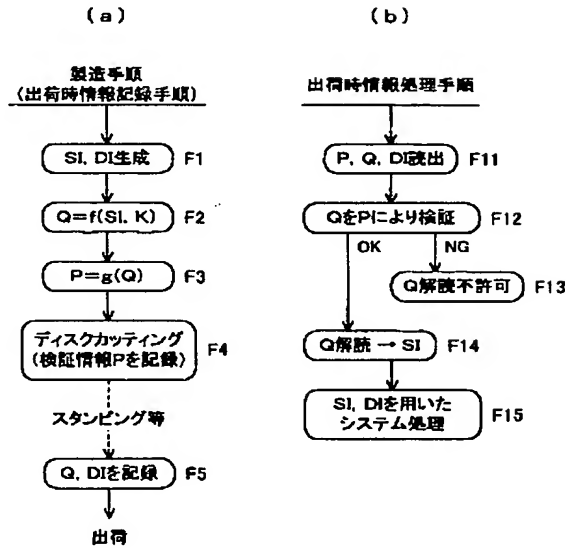 (a)
製造手順
(出荷時情報記録手順)
SI, DI生成 F1
Q=f(SI, K) F2
P=g(Q) F3
ディスクカッティング
(検証情報Pを記録) F4
スタンピング等
Q, DIを記録 F5
出荷
(b)
出荷時情報処理手順
P, Q, DI読出 F11
QをPにより検証 F12
OK NG
Q解読不許可 F13
Q解読 → SI F14
SI, DIを用いた
システム処理 F15